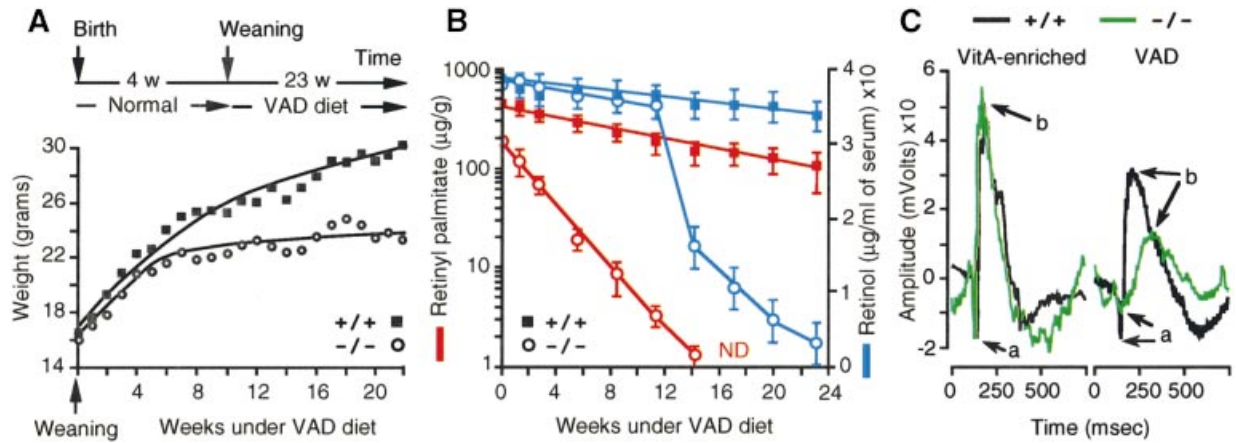 A
Birth
Weaning
Time
4 w
23 w
Normal
VAD diet
Weight (grams)
30
26
22
18
14
+/+
−/−
4
8
12
16
20
Weaning
Weeks under VAD diet
B
Retinyl palmitate (µg/g)
1000
100
10
1
+/+
−/−
ND
0
4
8
12
16
20
24
Weeks under VAD diet
4
3
2
1
0
Retinol (µg/ml of serum) x10
C
+/+
−/−
VitA-enriched
VAD
Amplitude (mVolts) x10
6
4
2
0
-2
b
a
b
a
0
250
500
0
250
500
Time (msec)